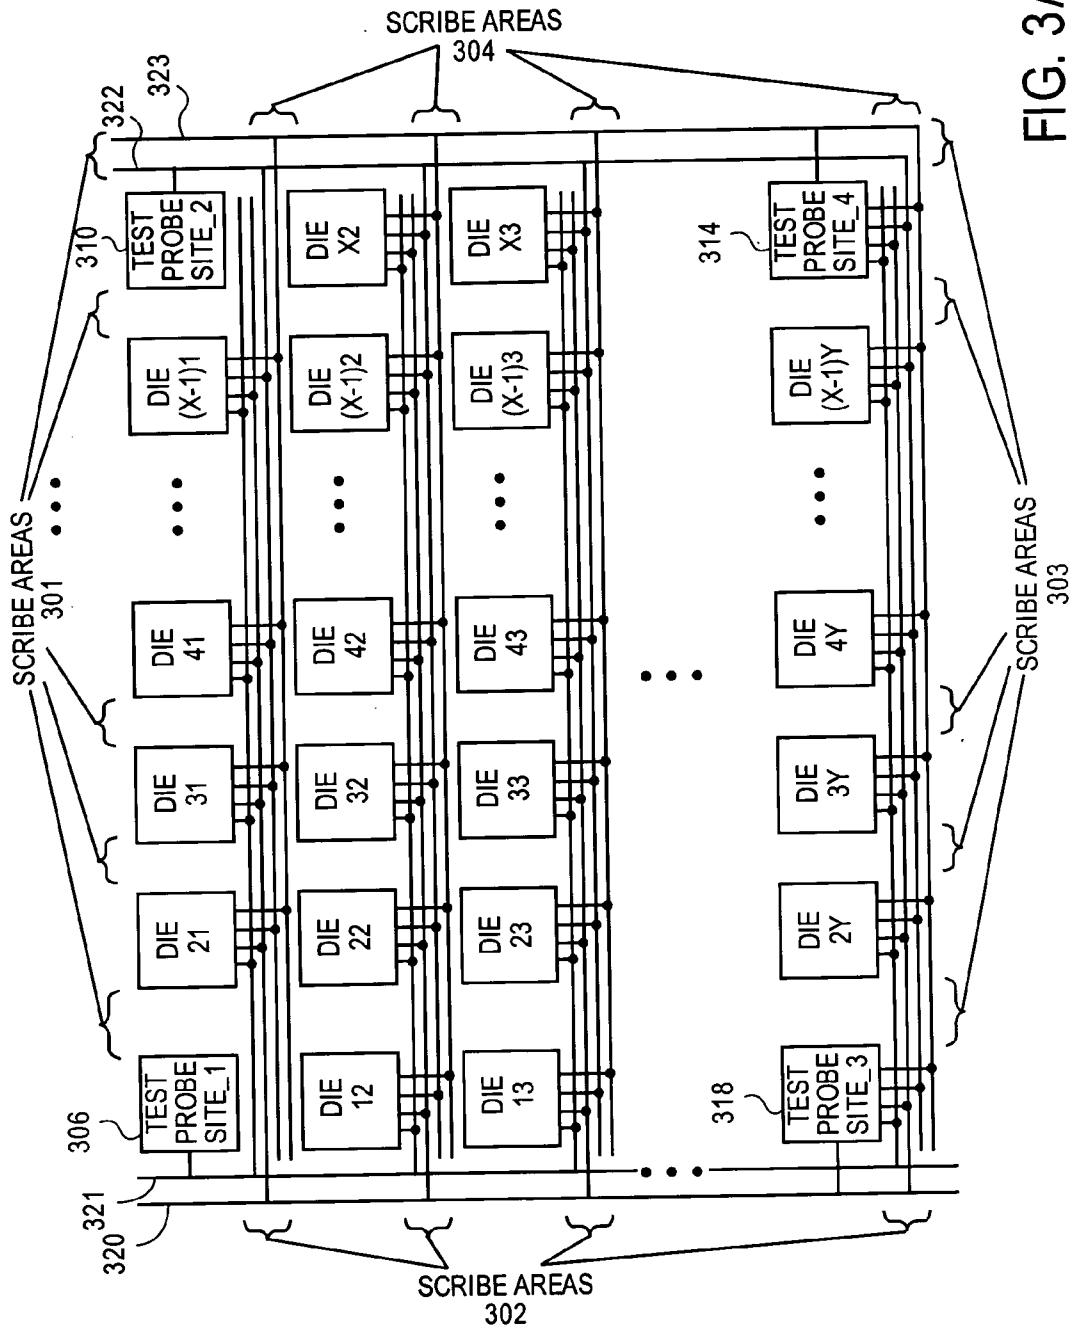 SCRIBE AREAS
304
323
322
FIG. 3A
310
TEST
PROBE
SITE_2
DIE
X2
DIE
X3
314
TEST
PROBE
SITE_4
DIE
(X-1)1
DIE
(X-1)2
DIE
(X-1)3
DIE
(X-1)Y
SCRIBE AREAS
301
SCRIBE AREAS
303
DIE
41
DIE
42
DIE
43
DIE
4Y
DIE
31
DIE
32
DIE
33
DIE
3Y
DIE
21
DIE
22
DIE
23
DIE
2Y
306
TEST
PROBE
SITE_1
DIE
12
DIE
13
318
TEST
PROBE
SITE_3
321
320
SCRIBE AREAS
302